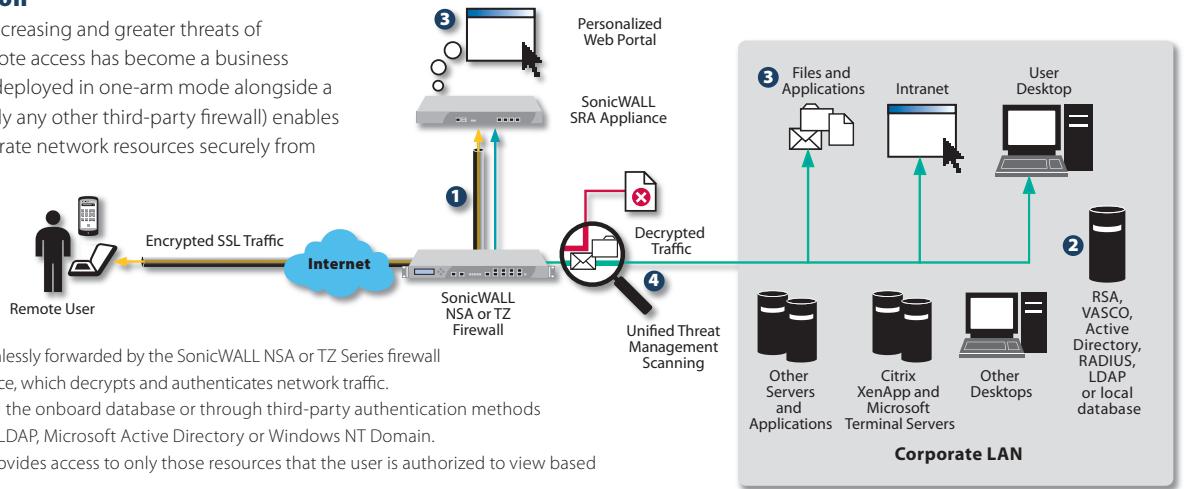 creasing and greater threats of
ote access has become a business
deployed in one-arm mode alongside a
ly any other third-party firewall) enables
rate network resources securely from
3
Personalized
Web Portal
SonicWALL
SRA Appliance
1
Encrypted SSL Traffic
Internet
Remote User
SonicWALL
NSA or TZ
Firewall
Decrypted
Traffic
4
Unified Threat
Management
Scanning
3
Files and
Applications
Intranet
User
Desktop
2
RSA,
VASCO,
Active
Directory,
RADIUS,
LDAP
or local
database
Other
Servers
and
Applications
Citrix
XenApp and
Microsoft
Terminal Servers
Other
Desktops
Corporate LAN
nlessly forwarded by the SonicWALL NSA or TZ Series firewall
ce, which decrypts and authenticates network traffic.
the onboard database or through third-party authentication methods
LDAP, Microsoft Active Directory or Windows NT Domain.
ovides access to only those resources that the user is authorized to view based